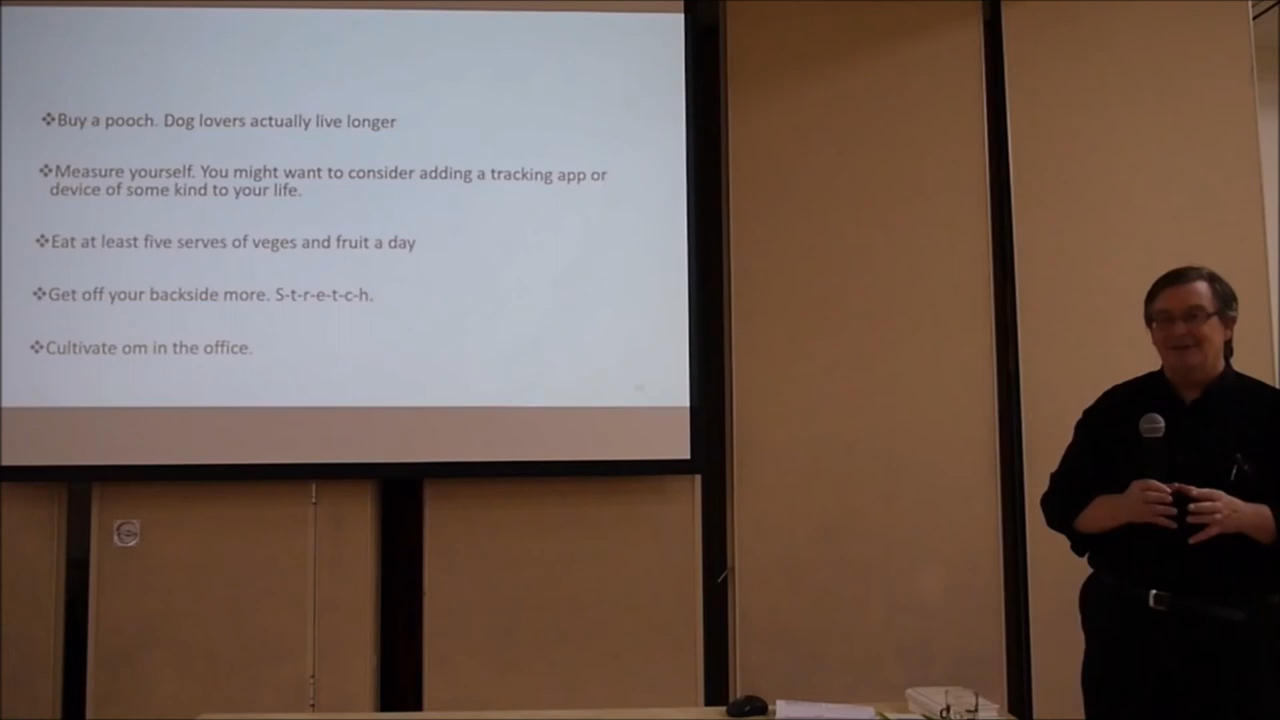 ❖Buy a pooch. Dog lovers actually live longer
❖Measure yourself. You might want to consider adding a tracking app or
device of some kind to your life.
❖Eat at least five serves of veges and fruit a day
❖Get off your backside more. S-t-r-e-t-c-h.
❖Cultivate om in the office.